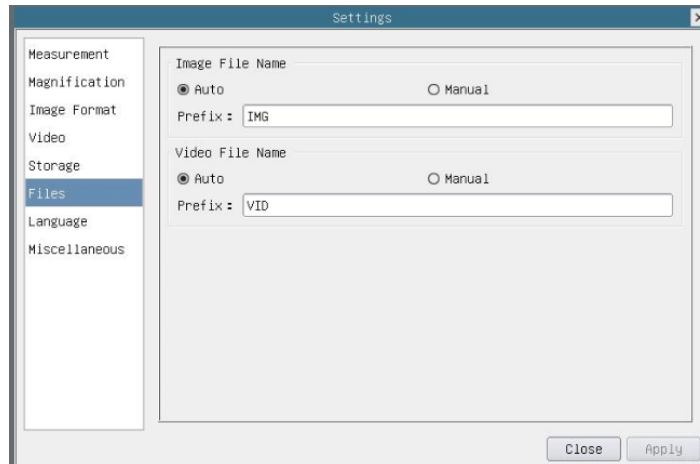 Settings
Measurement
Magnification
Image Format
Video
Storage
Files
Language
Miscellaneous
Image File Name
Auto
Manual
Prefix: IMG
Video File Name
Auto
Manual
Prefix: VID
Close
Apply